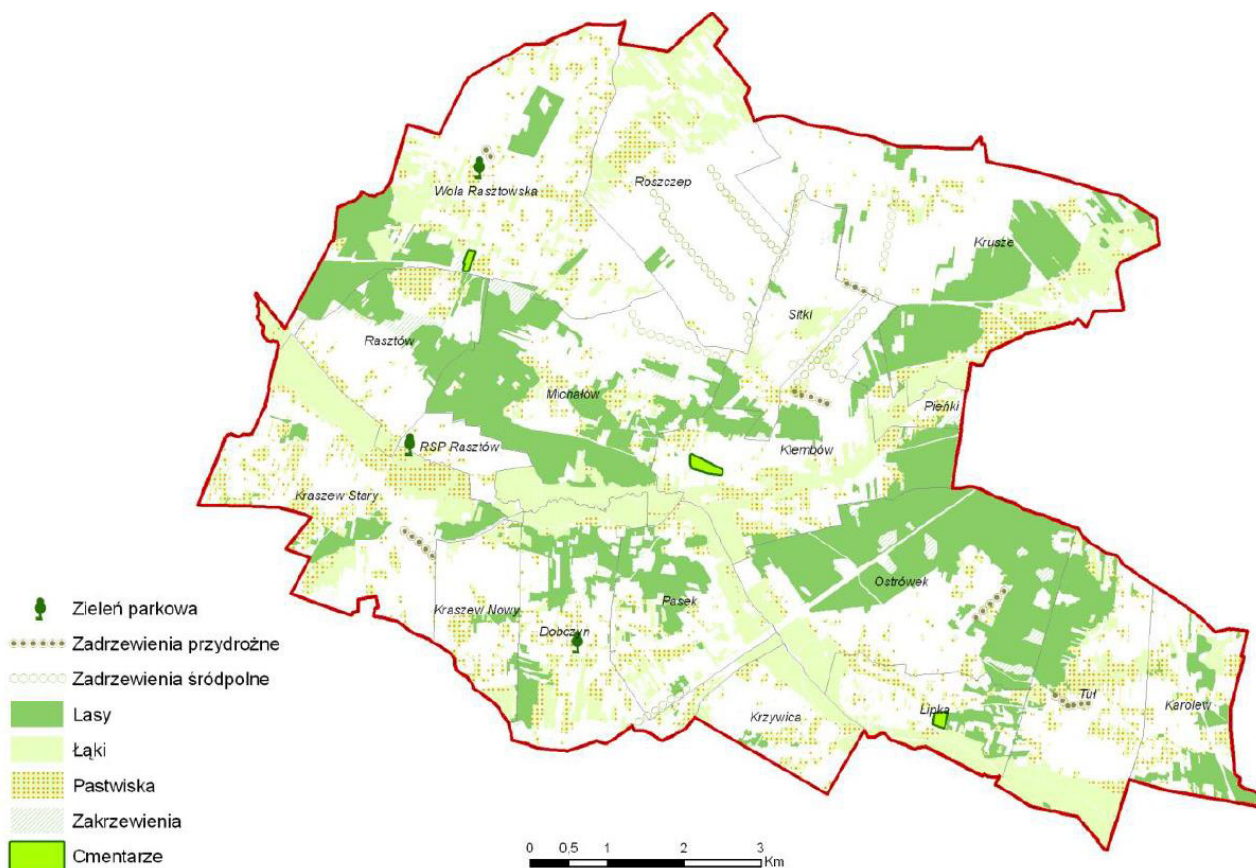 Roszczep
Wola Rasztowska
Krusze
Sitki
Rasztów
Michałów
Pieńki
RSP Rasztów
Klembów
Kraszew Stary
Ostrówek
Pasek
Kraszew Nowy
Dobczyn
Tuł
Karolew
Lipka
Krzywica
Zieleń parkowa
Zadrzewienia przydrożne
Zadrzewienia śródpolne
Lasy
Łąki
Pastwiska
Zakrzewienia
Cmentarze
0 0,5 1 2 3
Km